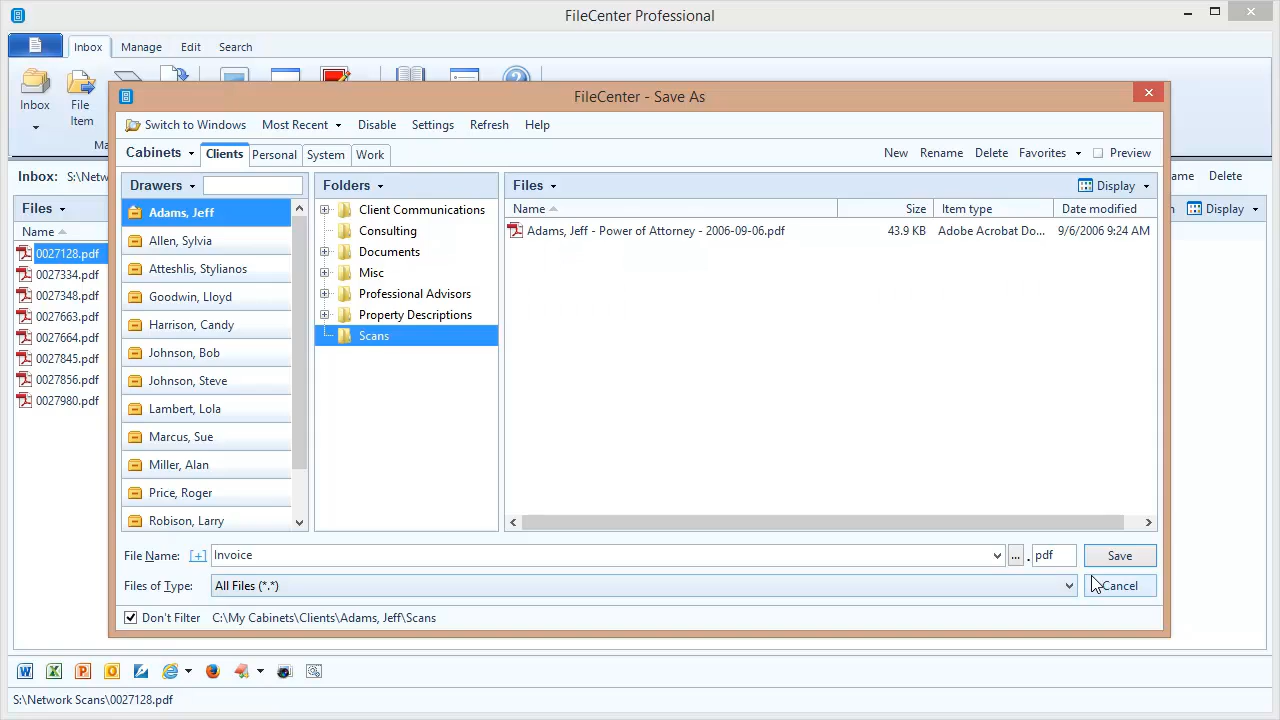 FileCenter Professional
Inbox Manage Edit Search
Inbox File Item
Ma
Inbox: S:\Netw ame Delete
Files n Display
Name
0027128.pdf
0027334.pdf
0027348.pdf
0027663.pdf
0027664.pdf
0027845.pdf
0027856.pdf
0027980.pdf
FileCenter - Save As
Switch to Windows Most Recent Disable Settings Refresh Help
Cabinets Clients Personal System Work New Rename Delete Favorites Preview
Drawers
Adams, Jeff
Allen, Sylvia
Atteshlis, Stylianos
Goodwin, Lloyd
Harrison, Candy
Johnson, Bob
Johnson, Steve
Lambert, Lola
Marcus, Sue
Miller, Alan
Price, Roger
Robison, Larry
Folders
Client Communications
Consulting
Documents
Misc
Professional Advisors
Property Descriptions
Scans
Files Display
Name Size Item type Date modified
Adams, Jeff - Power of Attorney - 2006-09-06.pdf 43.9 KB Adobe Acrobat Do... 9/6/2006 9:24 AM
File Name: [+] Invoice ... . pdf Save
Files of Type: All Files (*.*) Cancel
Don't Filter C:\My Cabinets\Clients\Adams, Jeff\Scans
S:\Network Scans\0027128.pdf